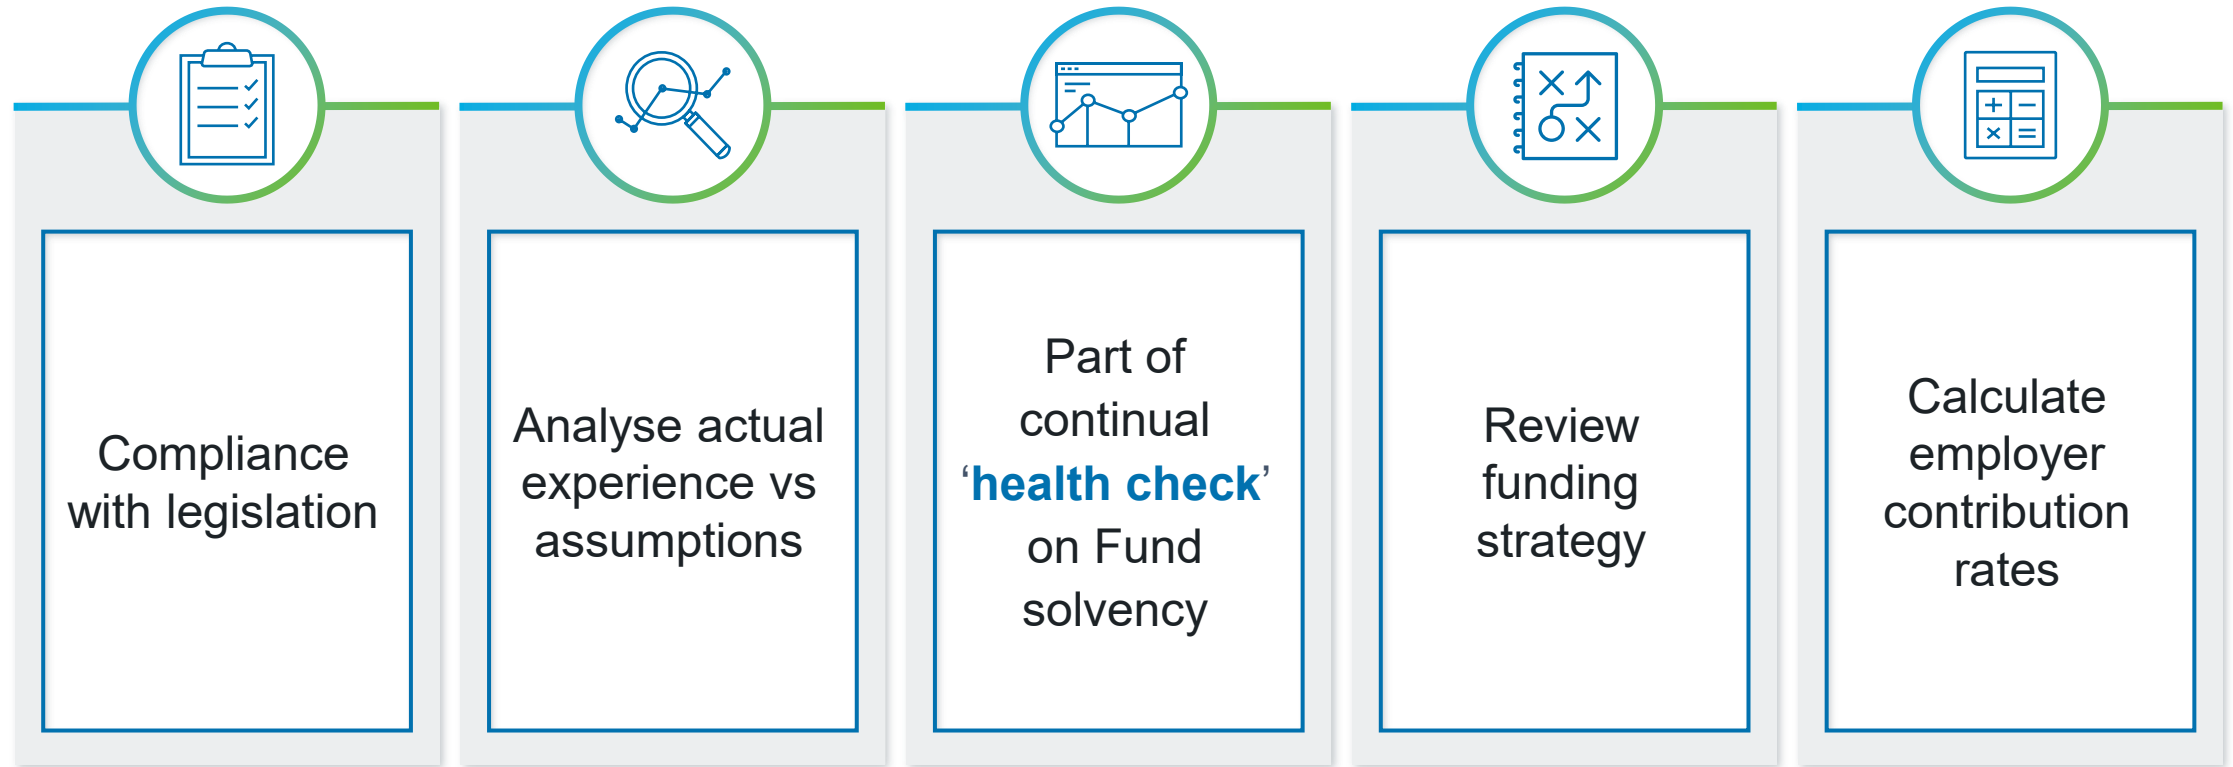 Compliance
with legislation
Analyse actual
experience vs
assumptions
Part of
continual
‘health check’
on Fund
solvency
Review
funding
strategy
Calculate
employer
contribution
rates